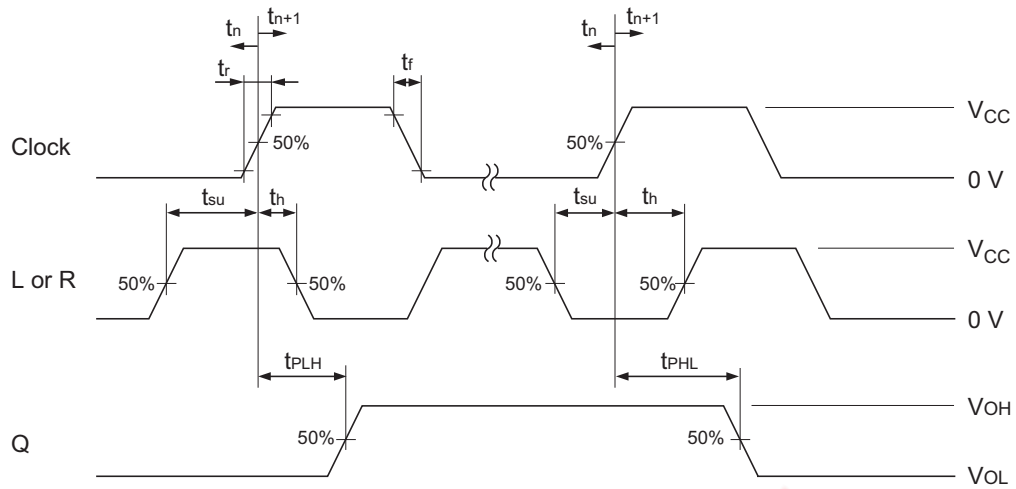 tn tn+1 tn tn+1
tr tf
VCC
Clock 50% 50%
0 V
tsu th tsu th
VCC
L or R 50% 50% 50% 50%
0 V
tPLH tPHL
VOH
Q 50% 50%
VOL